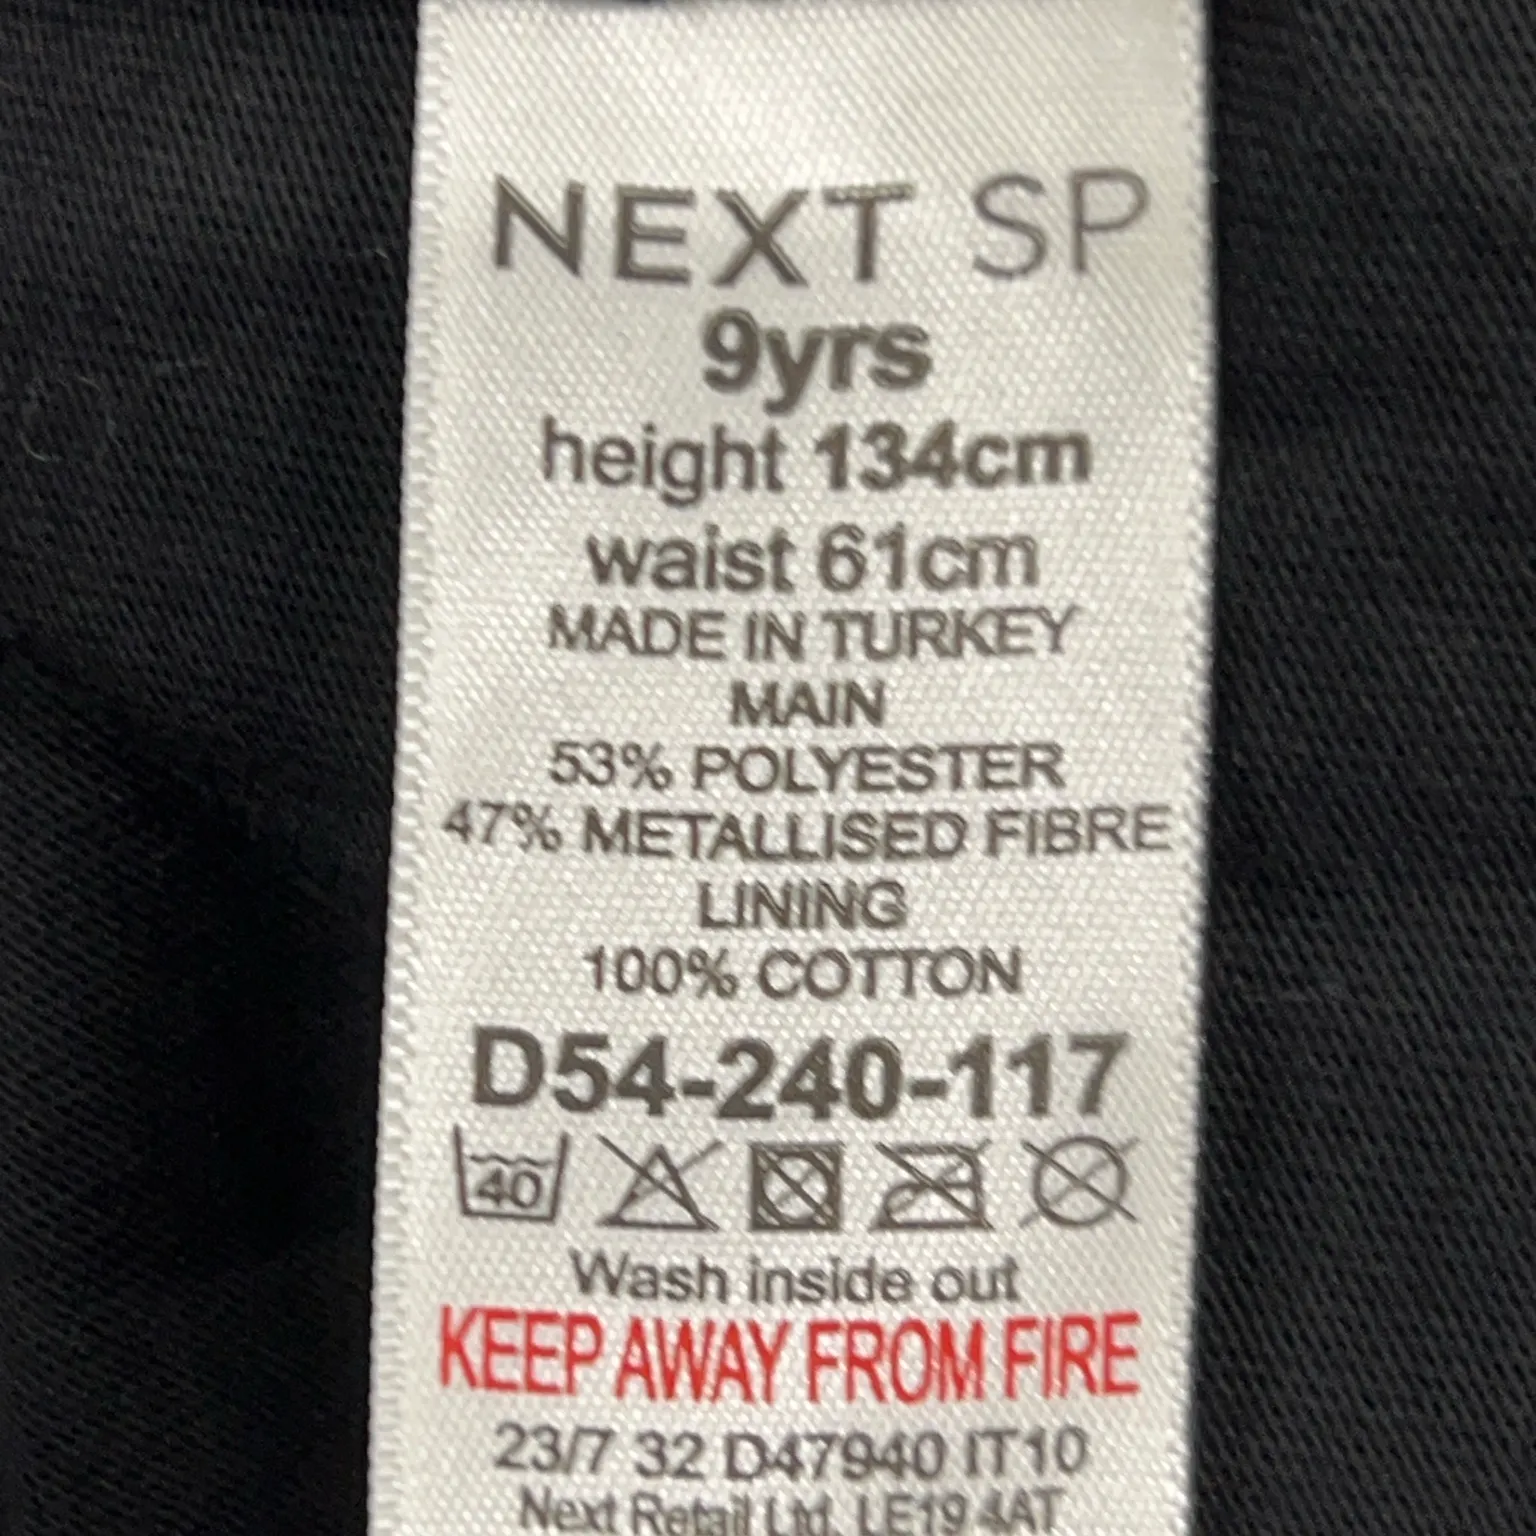 NEXT SP
9yrs
height 134cm
waist 61cm
MADE IN TURKEY
MAIN
53% POLYESTER
47% METALLISED FIBRE
LINING
100% COTTON
D54-240-117
40
Wash inside out
KEEP AWAY FROM FIRE
23/7 32 D47940 IT10
Next Retail Ltd. LE19 4AT